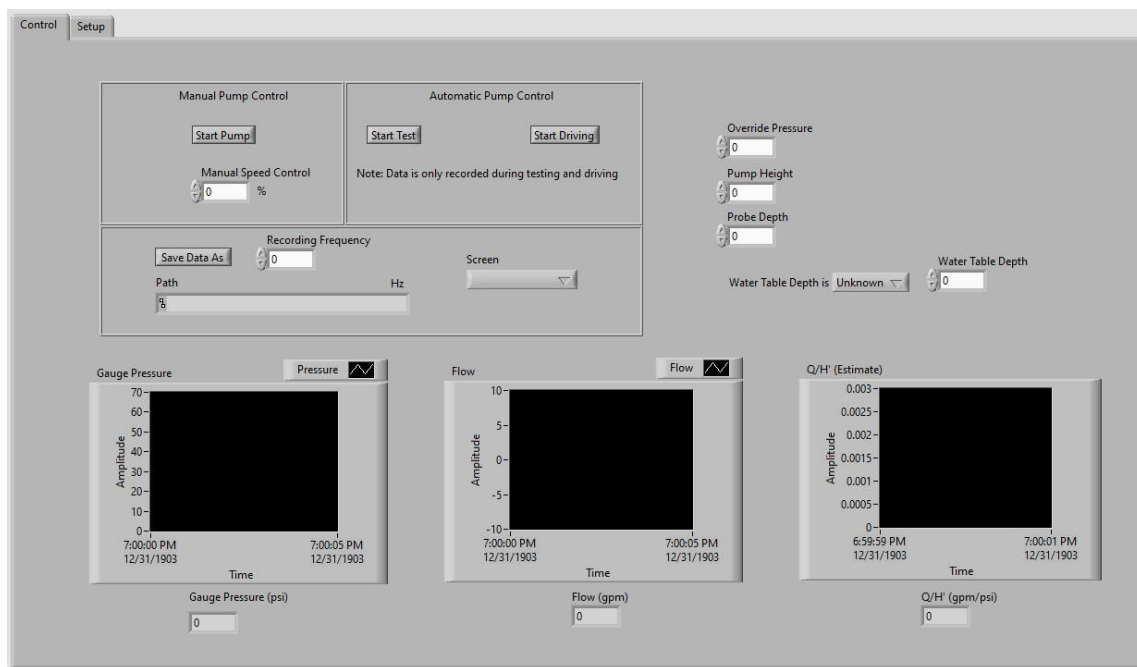 Control
Setup
Manual Pump Control
Start Pump
Manual Speed Control
0 %
Automatic Pump Control
Start Test
Start Driving
Note: Data is only recorded during testing and driving
Save Data As
Recording Frequency
0
Hz
Path
Screen
Override Pressure
0
Pump Height
0
Probe Depth
0
Water Table Depth is Unknown
Water Table Depth
0
Gauge Pressure
Pressure
70
60
50
40
30
20
10
0
Amplitude
7:00:00 PM
12/31/1903
7:00:05 PM
12/31/1903
Time
Gauge Pressure (psi)
0
Flow
Flow
10
5
0
-5
-10
Amplitude
7:00:00 PM
12/31/1903
7:00:05 PM
12/31/1903
Time
Flow (gpm)
0
Q/H' (Estimate)
0.003
0.0025
0.002
0.0015
0.001
0.0005
0
Amplitude
6:59:59 PM
12/31/1903
7:00:01 PM
12/31/1903
Time
Q/H' (gpm/psi)
0